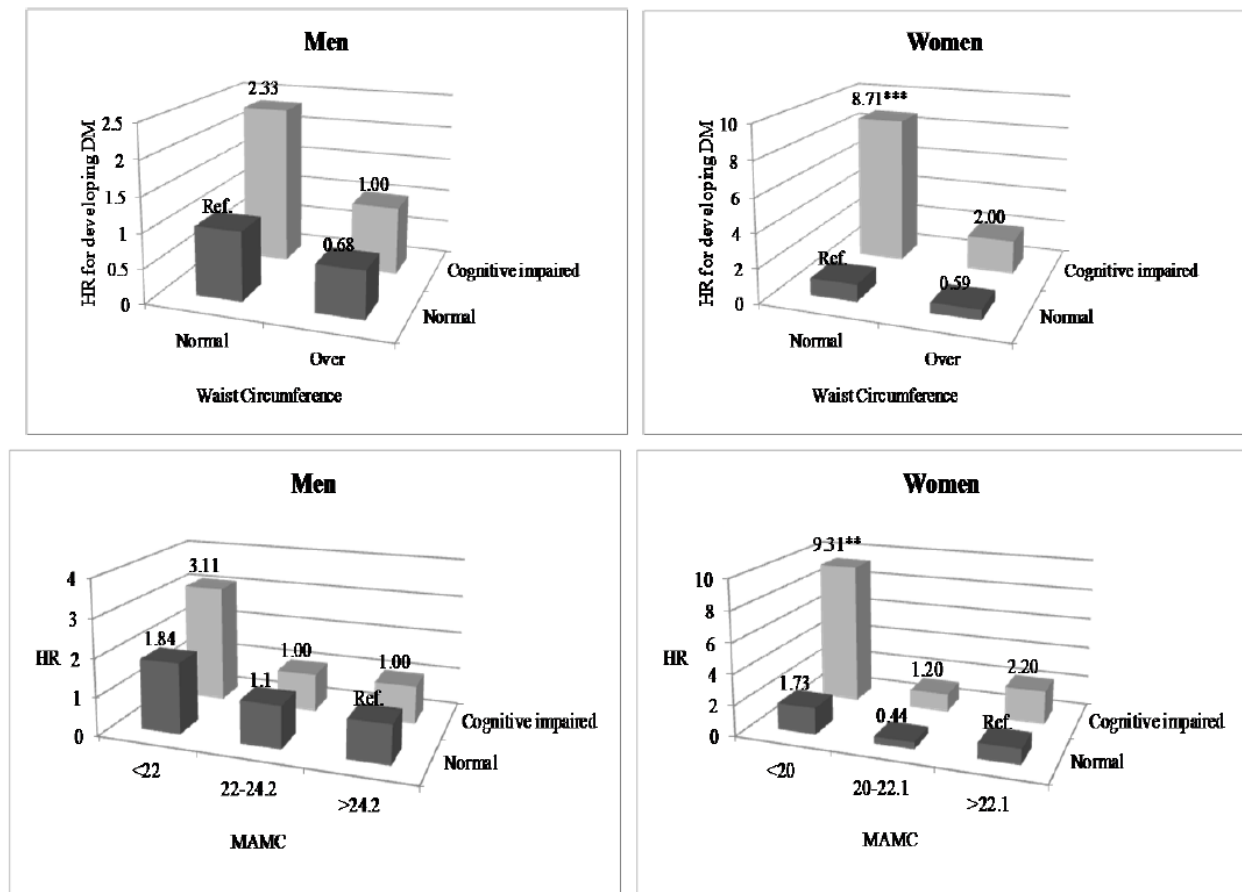 Men
HR for developing DM
2.5
2
1.5
1
0.5
0
2.33
Ref.
1.00
0.68
Cognitive impaired
Normal
Normal
Over
Waist Circumference
Women
HR for developing DM
10
8
6
4
2
0
8.71***
Ref.
2.00
0.59
Cognitive impaired
Normal
Normal
Over
Waist Circumference
Men
HR
4
3
2
1
0
3.11
1.84
1.00
1.1
1.00
Ref.
Cognitive impaired
Normal
<22
22-24.2
>24.2
MAMC
Women
HR
10
8
6
4
2
0
9.31**
1.73
1.20
0.44
2.20
Ref.
Cognitive impaired
Normal
<20
20-22.1
>22.1
MAMC